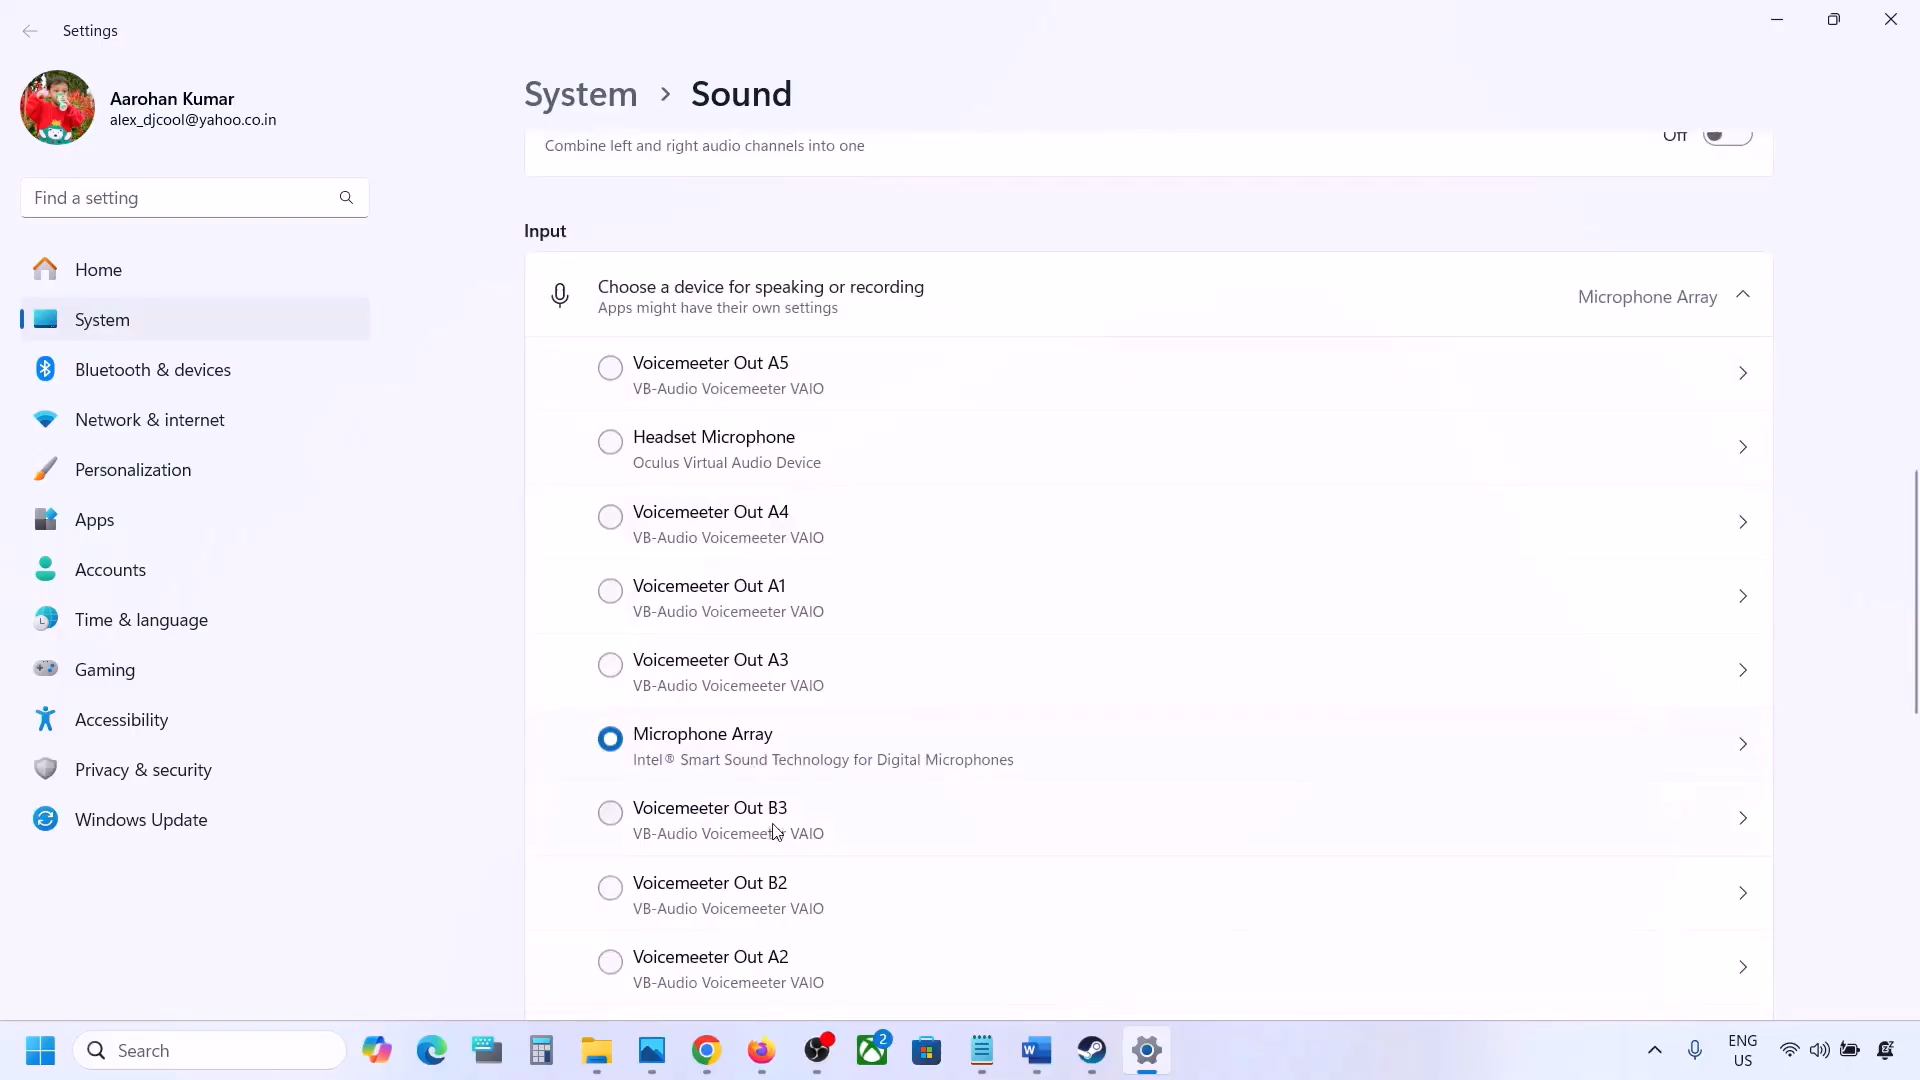 Settings
Aarohan Kumar
alex_djcool@yahoo.co.in
Find a setting
Home
System
Bluetooth & devices
Network & internet
Personalization
Apps
Accounts
Time & language
Gaming
Accessibility
Privacy & security
Windows Update
System > Sound
Off
Combine left and right audio channels into one
Input
Choose a device for speaking or recording
Apps might have their own settings
Microphone Array
Voicemeeter Out A5
VB-Audio Voicemeeter VAIO
Headset Microphone
Oculus Virtual Audio Device
Voicemeeter Out A4
VB-Audio Voicemeeter VAIO
Voicemeeter Out A1
VB-Audio Voicemeeter VAIO
Voicemeeter Out A3
VB-Audio Voicemeeter VAIO
Microphone Array
Intel® Smart Sound Technology for Digital Microphones
Voicemeeter Out B3
VB-Audio Voicemeeter VAIO
Voicemeeter Out B2
VB-Audio Voicemeeter VAIO
Voicemeeter Out A2
VB-Audio Voicemeeter VAIO
Search
2
ENG
US